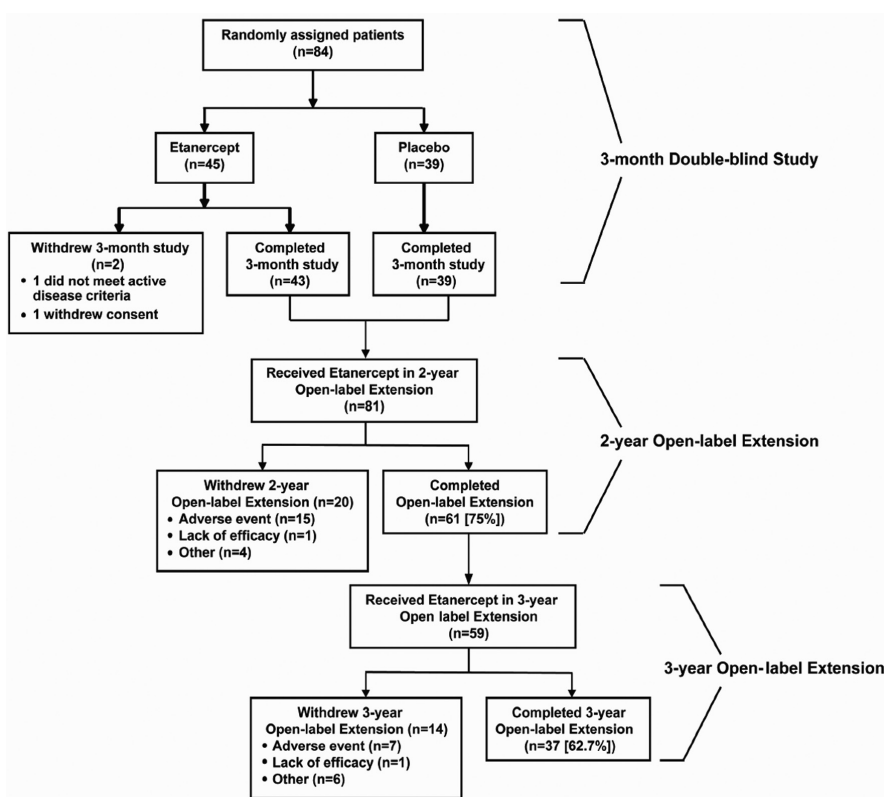 Randomly assigned patients
(n=84)
Etanercept
(n=45)
Placebo
(n=39)
3-month Double-blind Study
Withdrew 3-month study
(n=2)
• 1 did not meet active
disease criteria
• 1 withdrew consent
Completed
3-month study
(n=43)
Completed
3-month study
(n=39)
Received Etanercept in 2-year
Open-label Extension
(n=81)
2-year Open-label Extension
Withdrew 2-year
Open-label Extension (n=20)
• Adverse event (n=15)
• Lack of efficacy (n=1)
• Other (n=4)
Completed
Open-label Extension
n=61 [75%])
Received Etanercept in 3-year
Open label Extension
(n=59)
3-year Open-label Extension
Withdrew 3-year
Open-label Extension (n=14)
• Adverse event (n=7)
• Lack of efficacy (n=1)
• Other (n=6)
Completed 3-year
Open-label Extension
(n=37 [62.7%])